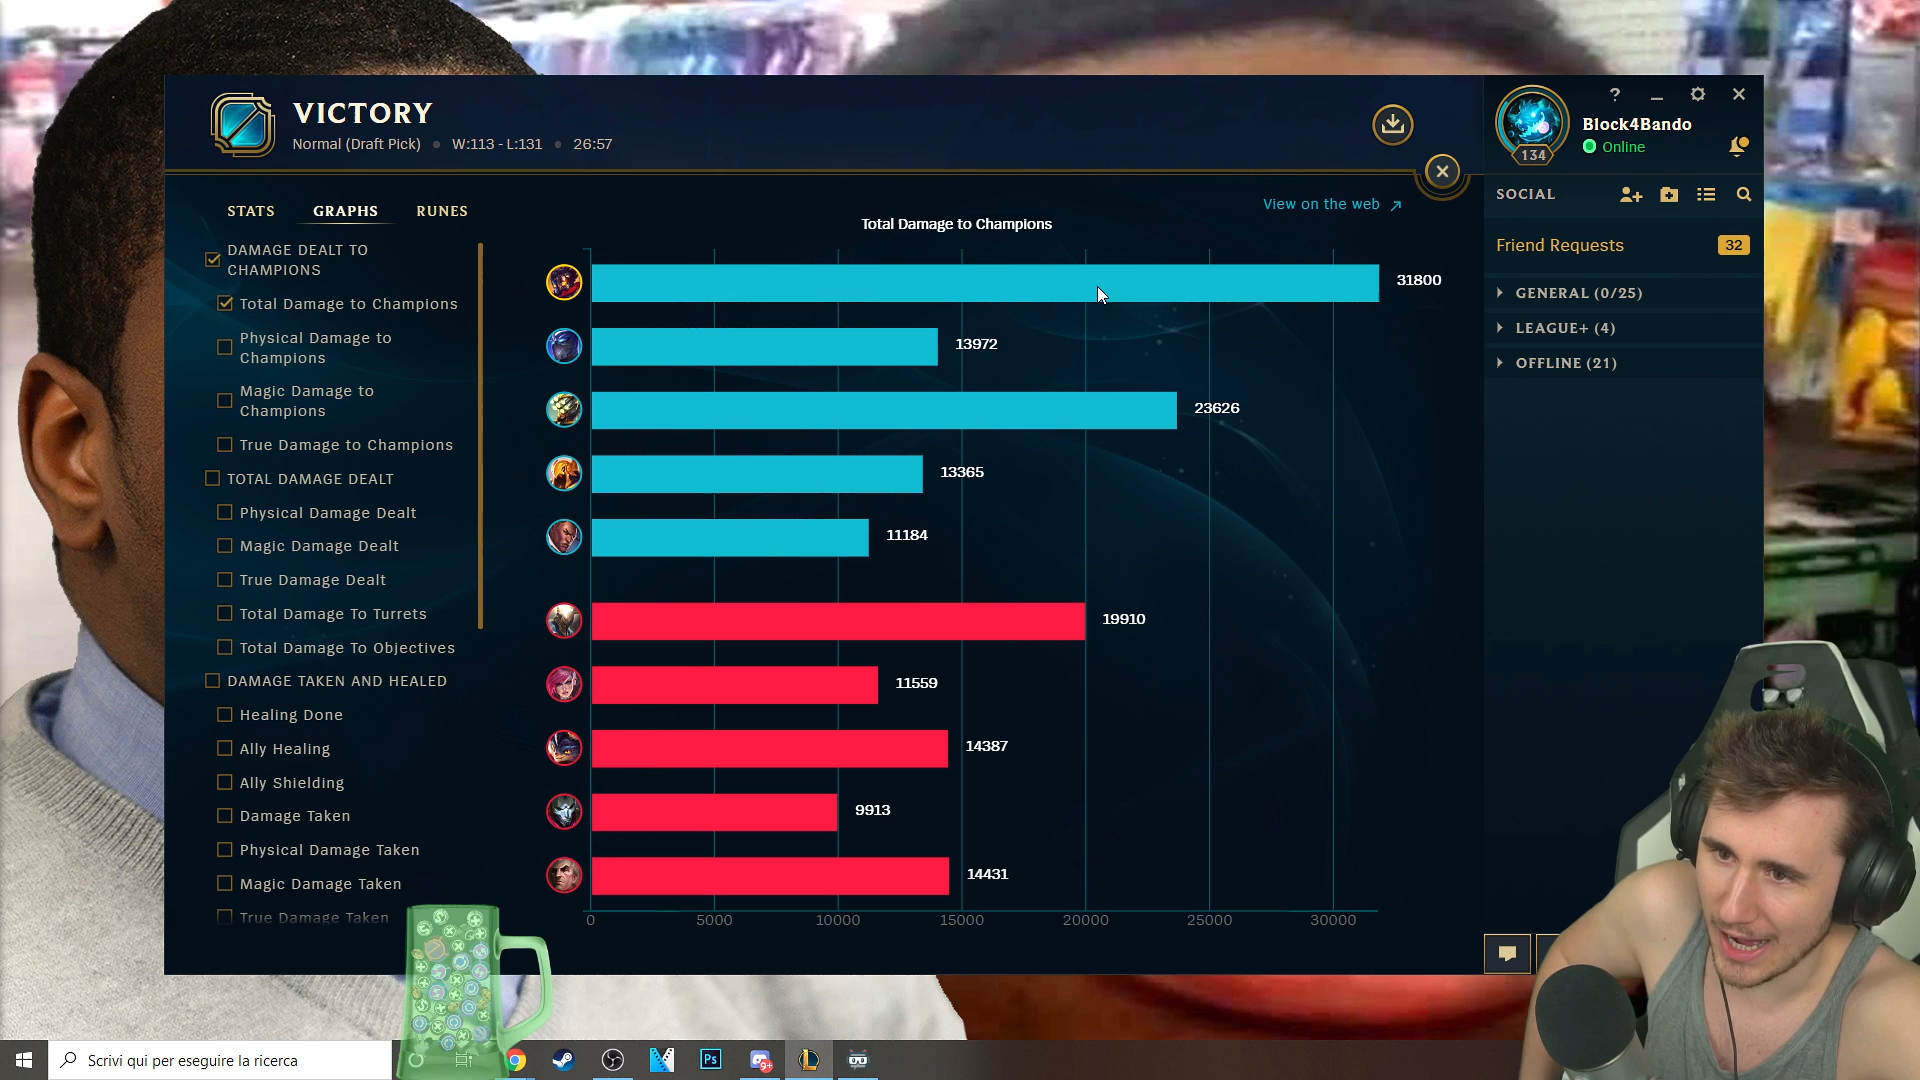 VICTORY
Normal (Draft Pick) • W:113 - L:131 • 26:57
134
Block4Bando
Online
STATS GRAPHS RUNES
View on the web
SOCIAL
Friend Requests 32
GENERAL (0/25)
LEAGUE+ (4)
OFFLINE (21)
DAMAGE DEALT TO
CHAMPIONS
Total Damage to Champions
Physical Damage to
Champions
Magic Damage to
Champions
True Damage to Champions
TOTAL DAMAGE DEALT
Physical Damage Dealt
Magic Damage Dealt
True Damage Dealt
Total Damage To Turrets
Total Damage To Objectives
DAMAGE TAKEN AND HEALED
Healing Done
Ally Healing
Ally Shielding
Damage Taken
Physical Damage Taken
Magic Damage Taken
True Damage Taken
Total Damage to Champions
31800
13972
23626
13365
11184
19910
11559
14387
9913
14431
0 5000 10000 15000 20000 25000 30000
Scrivi qui per eseguire la ricerca
Ps
9+